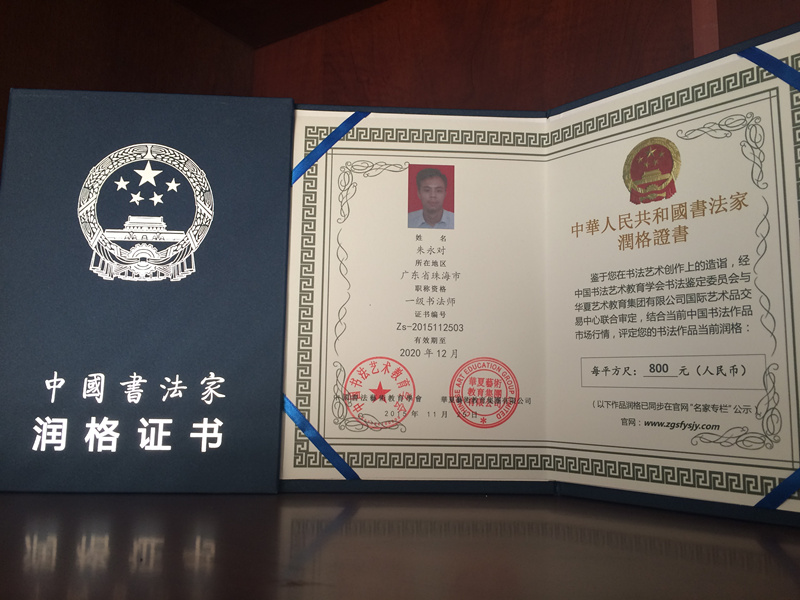 中國書法家
润格证书
姓 名
朱永对
所在地区
广东省珠海市
职称资格
一级书法师
证书编号
Zs-2015112503
有效期至
2020年12月
中華人民共和國書法家
潤格證書
鉴于您在书法艺术创作上的造诣，经
中国书法艺术教育学会书法鉴定委员会与
华夏艺术教育集团有限公司国际艺术品交
易中心联合审定，结合当前中国书法作品
市场行情，评定您的书法作品当前润格：
每平方尺： 800 元（人民币）
（以下作品润格已同步在官网“名家专栏”公示
官网：www.zgsfysjy.com